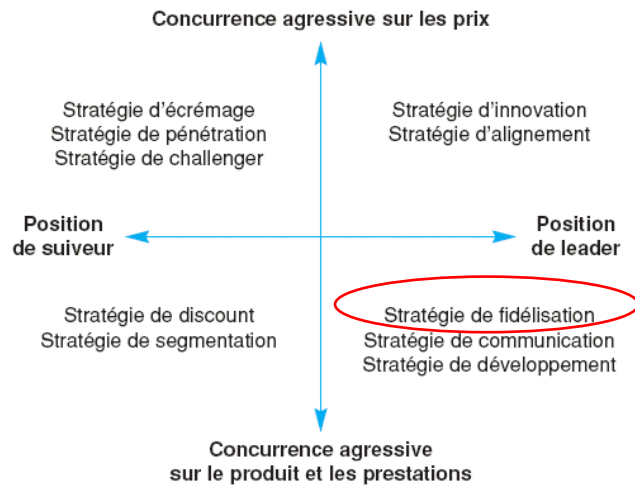 Concurrence agressive sur les prix
Stratégie d'écrémage
Stratégie de pénétration
Stratégie de challenger
Stratégie d'innovation
Stratégie d'alignement
Position
de suiveur
Position
de leader
Stratégie de discount
Stratégie de segmentation
Stratégie de fidélisation
Stratégie de communication
Stratégie de développement
Concurrence agressive
sur le produit et les prestations